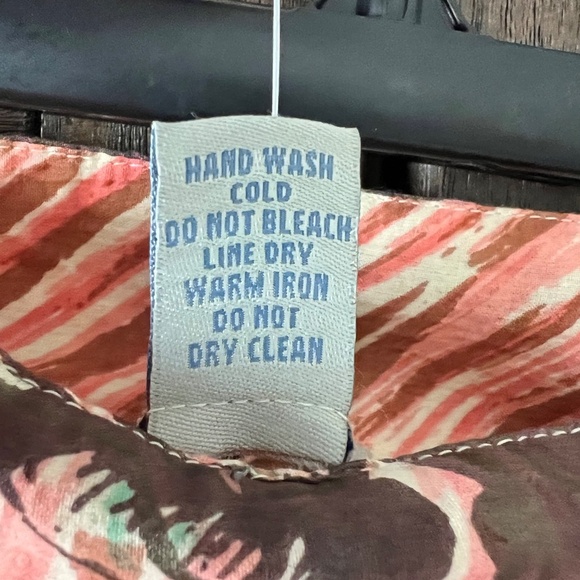 HAND WASH
COLD
DO NOT BLEACH
LINE DRY
WARM IRON
DO NOT
DRY CLEAN